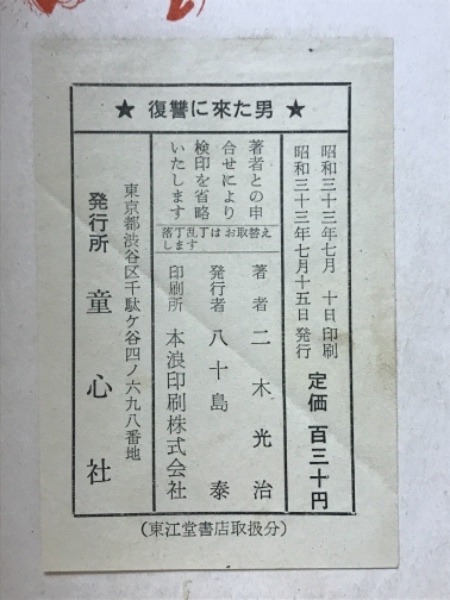 ★ 復讐に來た男 ★
昭和三十三年七月 十日印刷
昭和三十三年七月十五日発行
定価 百三十円
著者との申
合せにより
検印を省略
いたします
落丁乱丁はお取替え
します
著者 二木光治
発行者 八十島 泰
印刷所 本浪印刷株式会社
東京都渋谷区千駄ケ谷四ノ六九八番地
発行所 童心社
(東江堂書店取扱分)